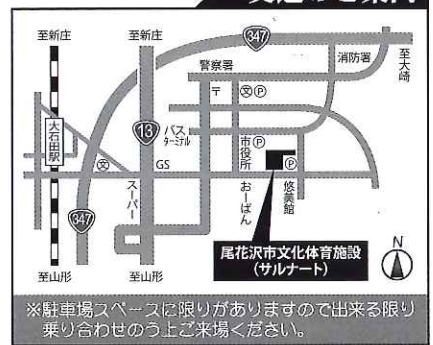 至新庄
至新庄
347
消防署
至大崎
警察署
〒
文
P
大石田駅
13
バス
ターミナル
市役所
P
P
文
GS
スーパー
おーばん
悠美館
347
尾花沢市文化体育施設
(サルナート)
N
至山形
至山形
※駐車場スペースに限りがありますので出来る限り
乗り合わせのうえご来場ください。